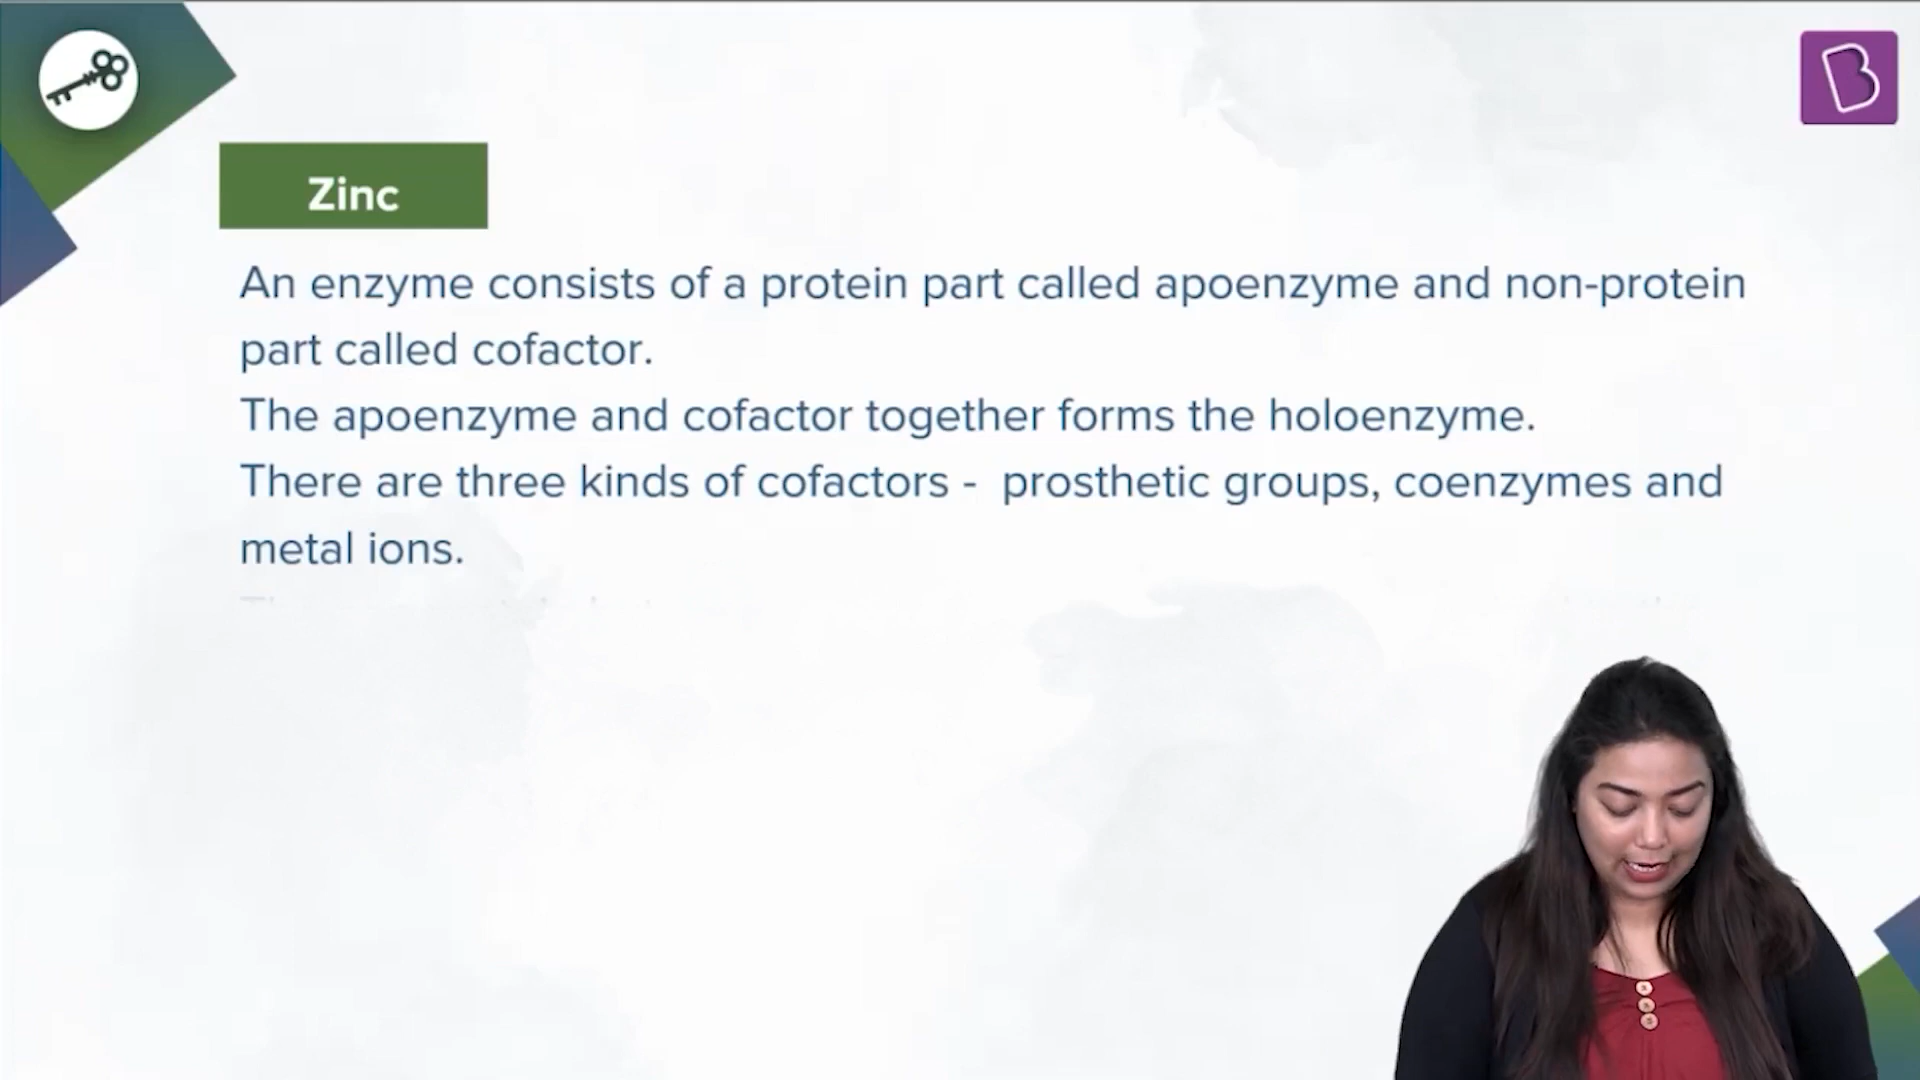 B
Zinc
An enzyme consists of a protein part called apoenzyme and non-protein
part called cofactor.
The apoenzyme and cofactor together forms the holoenzyme.
There are three kinds of cofactors -  prosthetic groups, coenzymes and
metal ions.